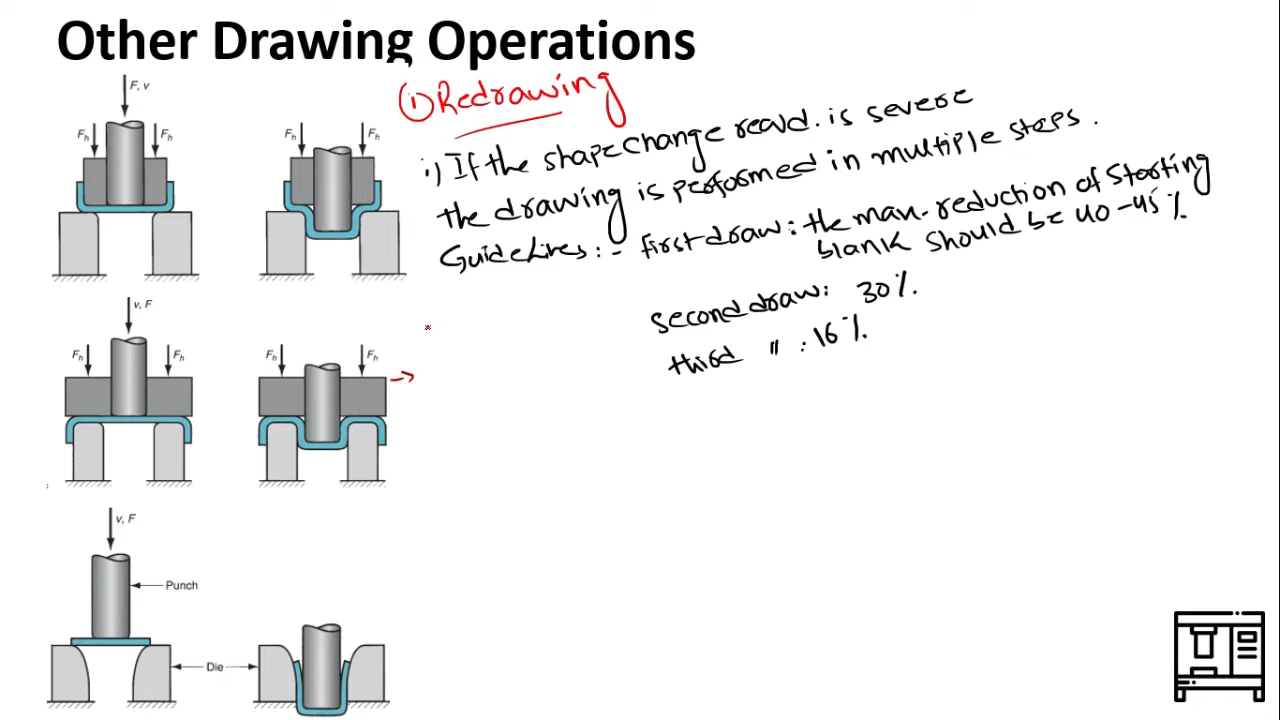 Other Drawing Operations
① Redrawing
i) If the shape change reqd. is severe
the drawing is performed in multiple steps.
Guidelines :- first draw : the max. reduction of starting
blank should be 40-45%.
second draw: 30%.
third " : 16%.
F, v
Fh
Fh
Fh
Fh
v, F
Fh
Fh
Fh
Fh
v, F
Punch
Die